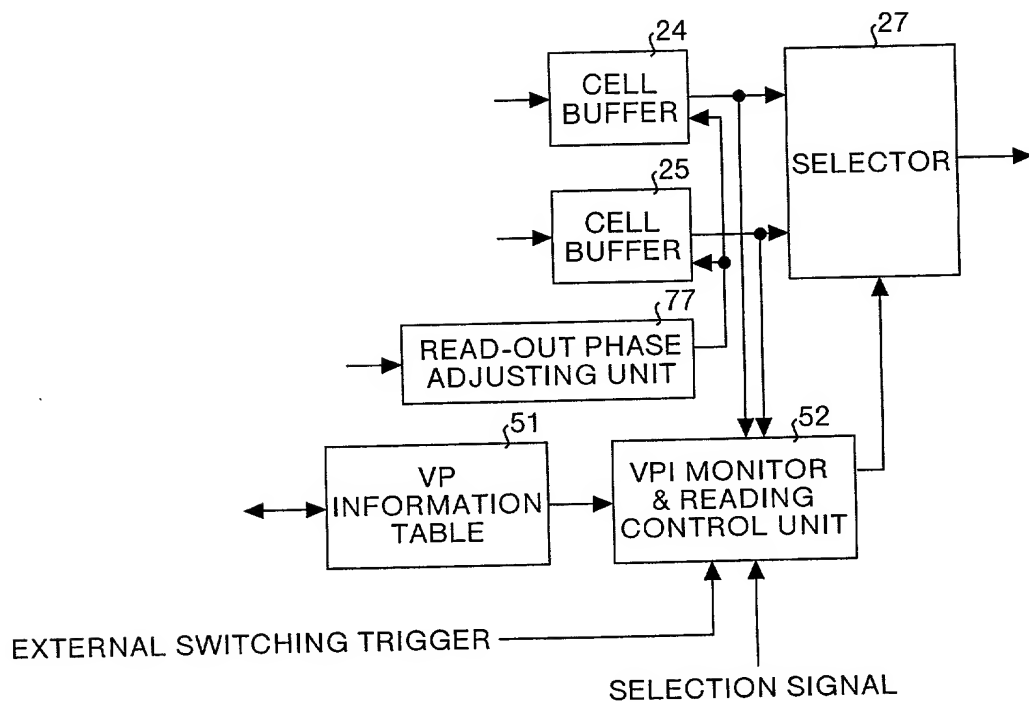 24
CELL
BUFFER
27
SELECTOR
25
CELL
BUFFER
77
READ-OUT PHASE
ADJUSTING UNIT
51
VP
INFORMATION
TABLE
52
VPI MONITOR
& READING
CONTROL UNIT
EXTERNAL SWITCHING TRIGGER
SELECTION SIGNAL